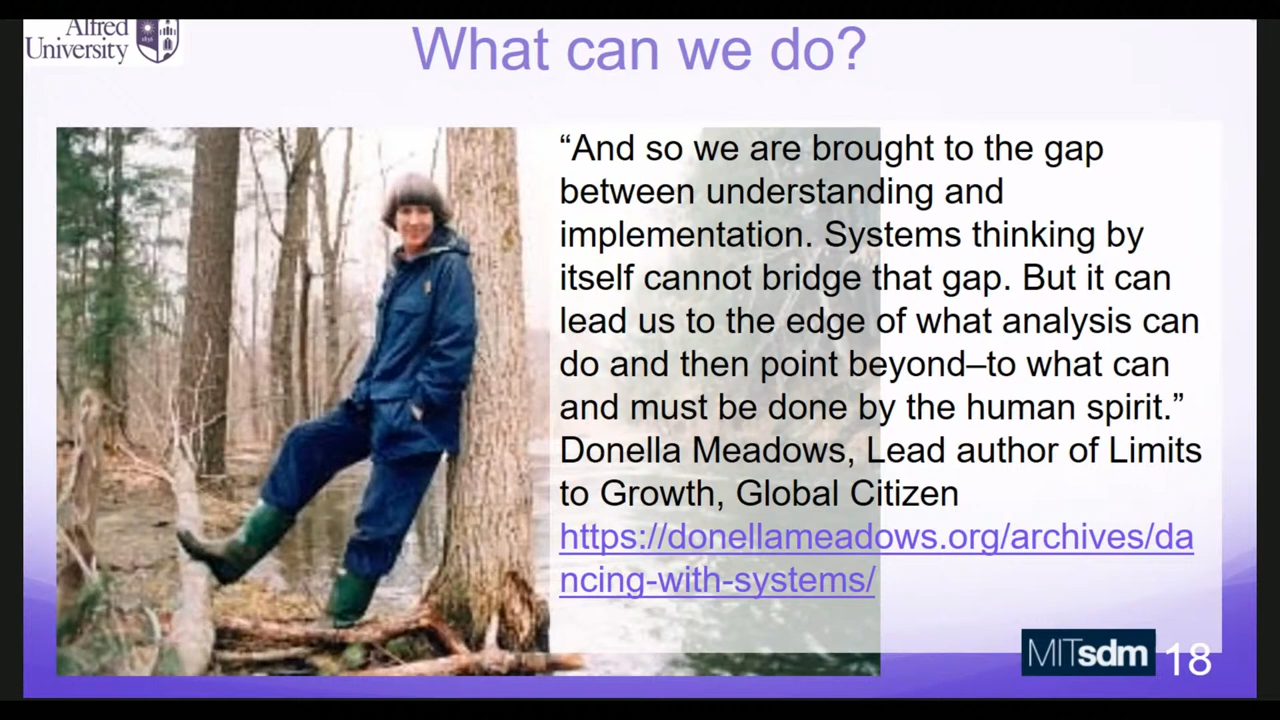 Alfred
University
What can we do?
“And so we are brought to the gap
between understanding and
implementation. Systems thinking by
itself cannot bridge that gap. But it can
lead us to the edge of what analysis can
do and then point beyond–to what can
and must be done by the human spirit.”
Donella Meadows, Lead author of Limits
to Growth, Global Citizen
https://donellameadows.org/archives/da
ncing-with-systems/
MITsdm
18